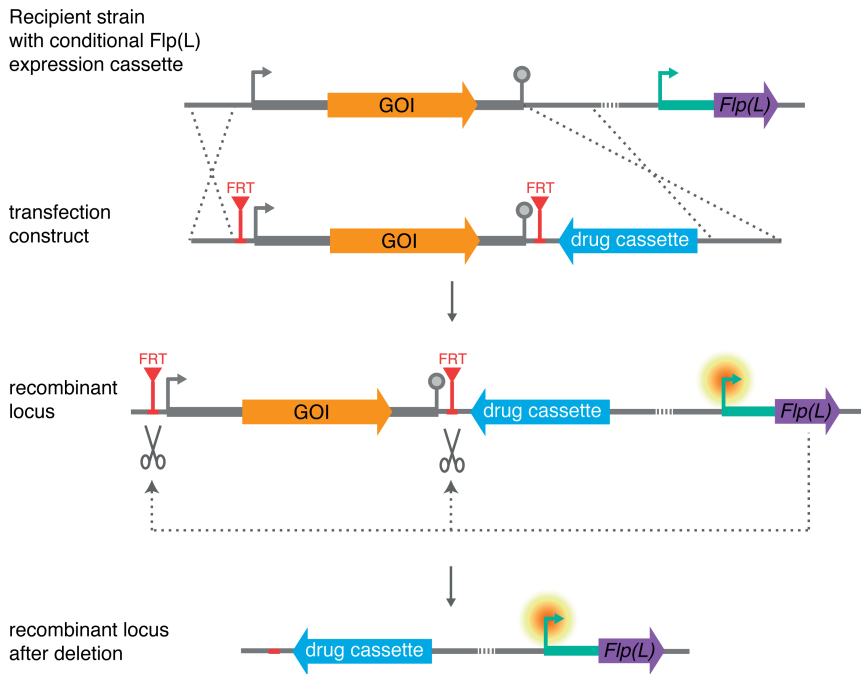 Recipient strain
with conditional Flp(L)
expression cassette
GOI
Flp(L)
FRT
FRT
transfection
construct
GOI
drug cassette
FRT
FRT
recombinant
locus
GOI
drug cassette
Flp(L)
recombinant locus
after deletion
drug cassette
Flp(L)